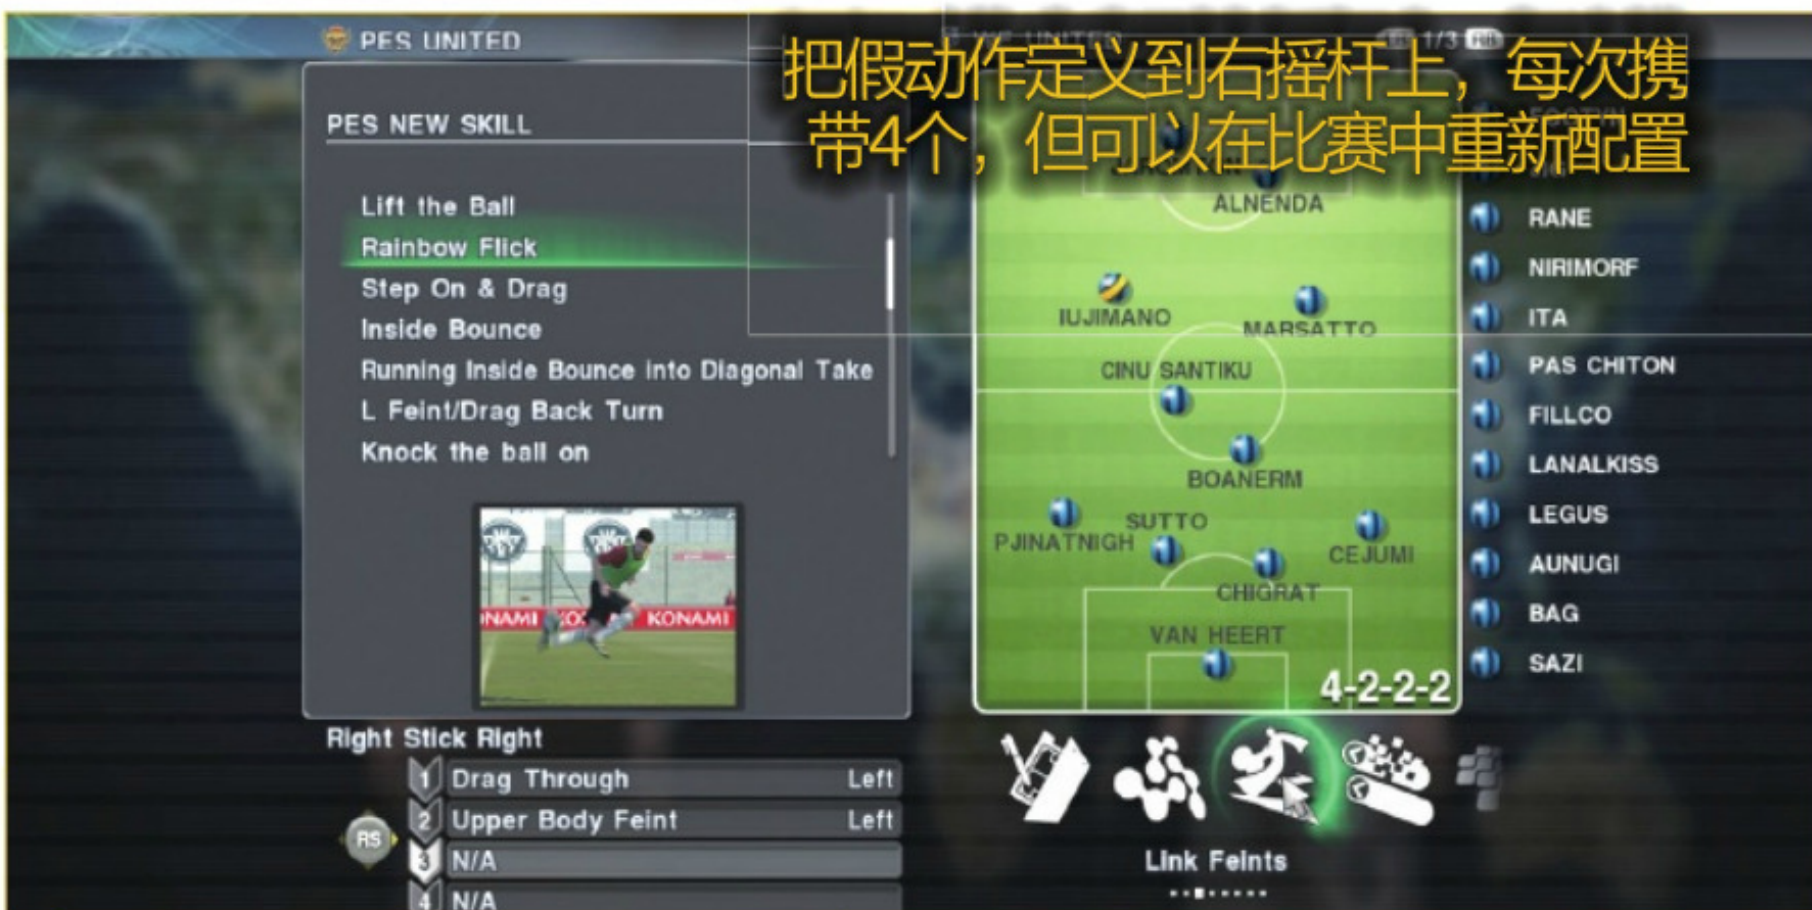 PES UNITED
1/3
把假动作定义到右摇杆上，每次携
带4个，但可以在比赛中重新配置
PES NEW SKILL
Lift the Ball
Rainbow Flick
Step On & Drag
Inside Bounce
Running Inside Bounce into Diagonal Take
L Feint/Drag Back Turn
Knock the ball on
KONAMI
Right Stick Right
RS
1 Drag Through Left
2 Upper Body Feint Left
3 N/A
4 N/A
ALNENDA
IUJIMANO
MARSATTO
CINU SANTIKU
BOANERM
PJINATNIGH
SUTTO
CEJUMI
CHIGRAT
VAN HEERT
4-2-2-2
RANE
NIRIMORF
ITA
PAS CHITON
FILLCO
LANALKISS
LEGUS
AUNUGI
BAG
SAZI
Link Feints